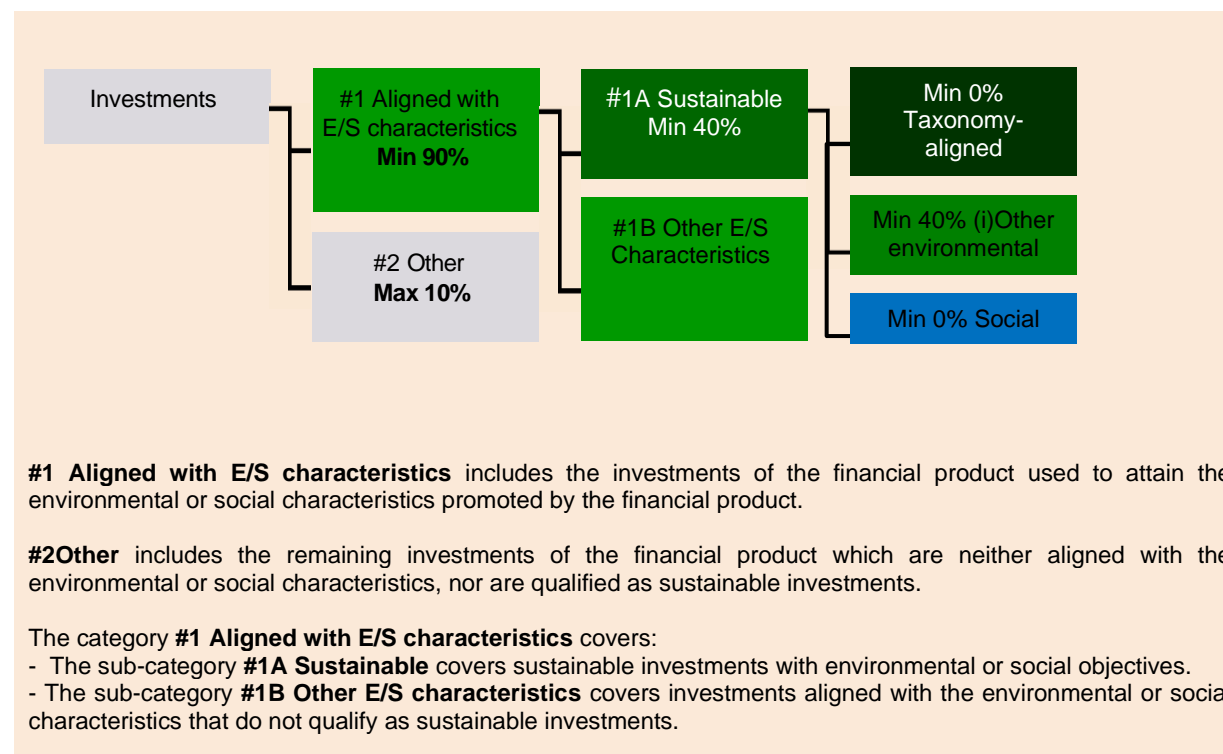 Investments
#1 Aligned with
E/S characteristics
Min 90%
#2 Other
Max 10%
#1A Sustainable
Min 40%
#1B Other E/S
Characteristics
Min 0%
Taxonomy-
aligned
Min 40% (i)Other
environmental
Min 0% Social
#1 Aligned with E/S characteristics includes the investments of the financial product used to attain the
environmental or social characteristics promoted by the financial product.
#2Other includes the remaining investments of the financial product which are neither aligned with the
environmental or social characteristics, nor are qualified as sustainable investments.
The category #1 Aligned with E/S characteristics covers:
- The sub-category #1A Sustainable covers sustainable investments with environmental or social objectives.
- The sub-category #1B Other E/S characteristics covers investments aligned with the environmental or social
characteristics that do not qualify as sustainable investments.